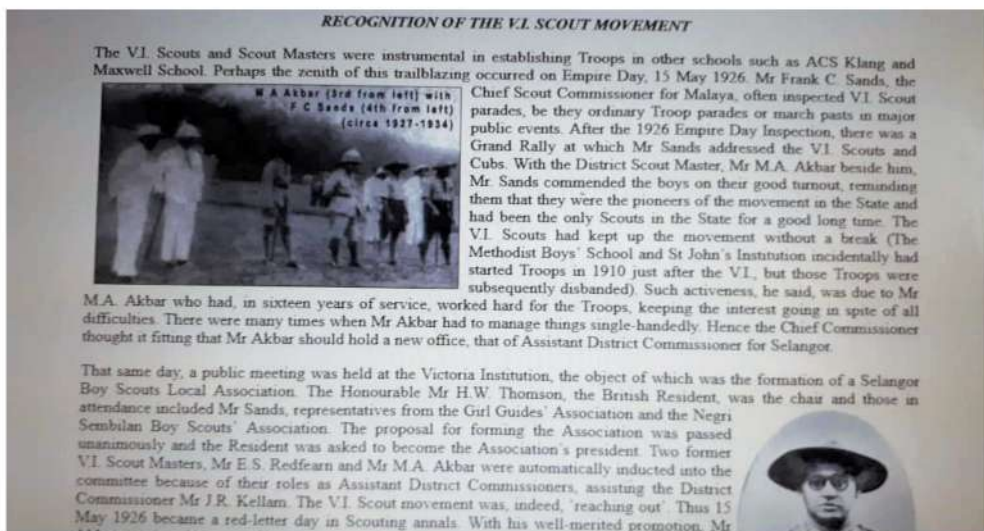 RECOGNITION OF THE V.I. SCOUT MOVEMENT
The V.I. Scouts and Scout Masters were instrumental in establishing Troops in other schools such as ACS Klang and
Maxwell School. Perhaps the zenith of this trailblazing occurred on Empire Day, 15 May 1926. Mr Frank C. Sands, the
M A Akbar (3rd from left) with
F C Sands (4th from left)
(circa 1927-1934)
Chief Scout Commissioner for Malaya, often inspected V.I. Scout
parades, be they ordinary Troop parades or march pasts in major
public events. After the 1926 Empire Day Inspection, there was a
Grand Rally at which Mr Sands addressed the V.I. Scouts and
Cubs. With the District Scout Master, Mr M.A. Akbar beside him,
Mr. Sands commended the boys on their good turnout, reminding
them that they were the pioneers of the movement in the State and
had been the only Scouts in the State for a good long time. The
V.I. Scouts had kept up the movement without a break (The
Methodist Boys' School and St John's Institution incidentally had
started Troops in 1910 just after the V.I., but those Troops were
subsequently disbanded). Such activeness, he said, was due to Mr
M.A. Akbar who had, in sixteen years of service, worked hard for the Troops, keeping the interest going in spite of all
difficulties. There were many times when Mr Akbar had to manage things single-handedly. Hence the Chief Commissioner
thought it fitting that Mr Akbar should hold a new office, that of Assistant District Commissioner for Selangor.
That same day, a public meeting was held at the Victoria Institution, the object of which was the formation of a Selangor
Boy Scouts Local Association. The Honourable Mr H.W. Thomson, the British Resident, was the chair and those in
attendance included Mr Sands, representatives from the Girl Guides' Association and the Negri
Sembilan Boy Scouts' Association. The proposal for forming the Association was passed
unanimously and the Resident was asked to become the Association's president. Two former
V.I. Scout Masters, Mr E.S. Redfearn and Mr M.A. Akbar were automatically inducted into the
committee because of their roles as Assistant District Commissioners, assisting the District
Commissioner Mr J.R. Kellam. The V.I. Scout movement was, indeed, 'reaching out'. Thus 15
May 1926 became a red-letter day in Scouting annals. With his well-merited promotion, Mr